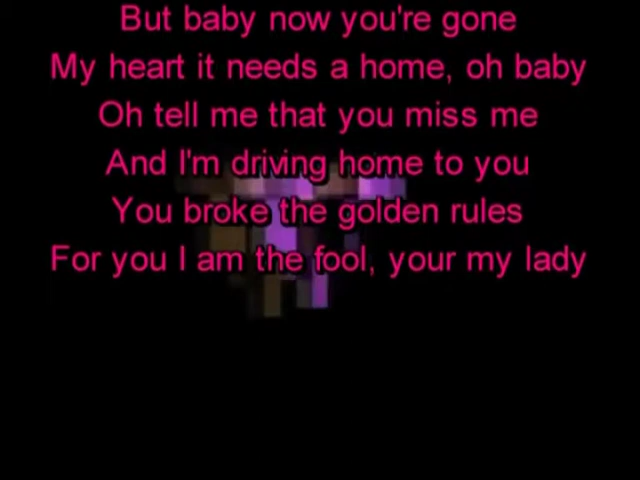 But baby now you're gone
My heart it needs a home, oh baby
Oh tell me that you miss me
And I'm driving home to you
You broke the golden rules
For you I am the fool, your my lady